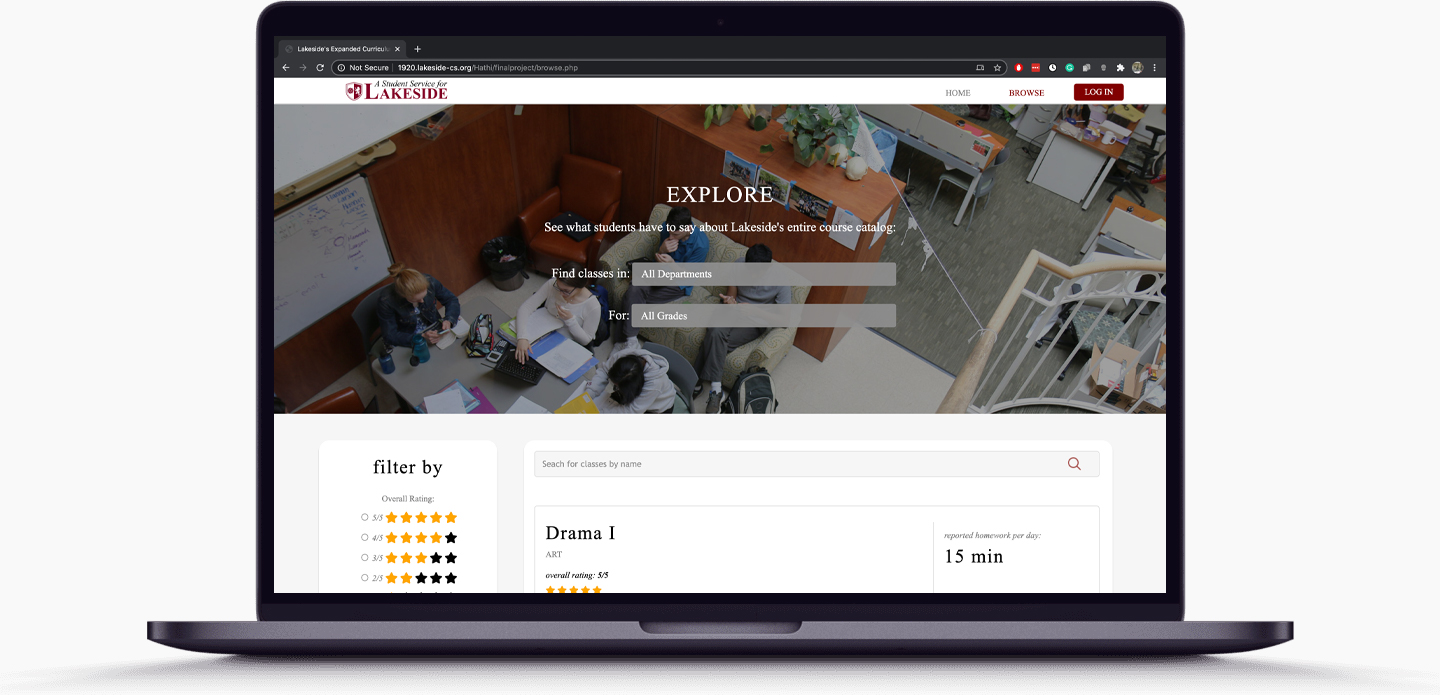 Lakeside's Expanded Curricul
Not Secure | 1920.lakeside-cs.org/Hathi/finalproject/browse.php
A Student Service for
LAKESIDE
HOME
BROWSE
LOG IN
EXPLORE
See what students have to say about Lakeside's entire course catalog:
Find classes in: All Departments
For: All Grades
filter by
Overall Rating:
5/5
4/5
3/5
2/5
Seach for classes by name
Drama I
ART
overall rating: 5/5
reported homework per day:
15 min